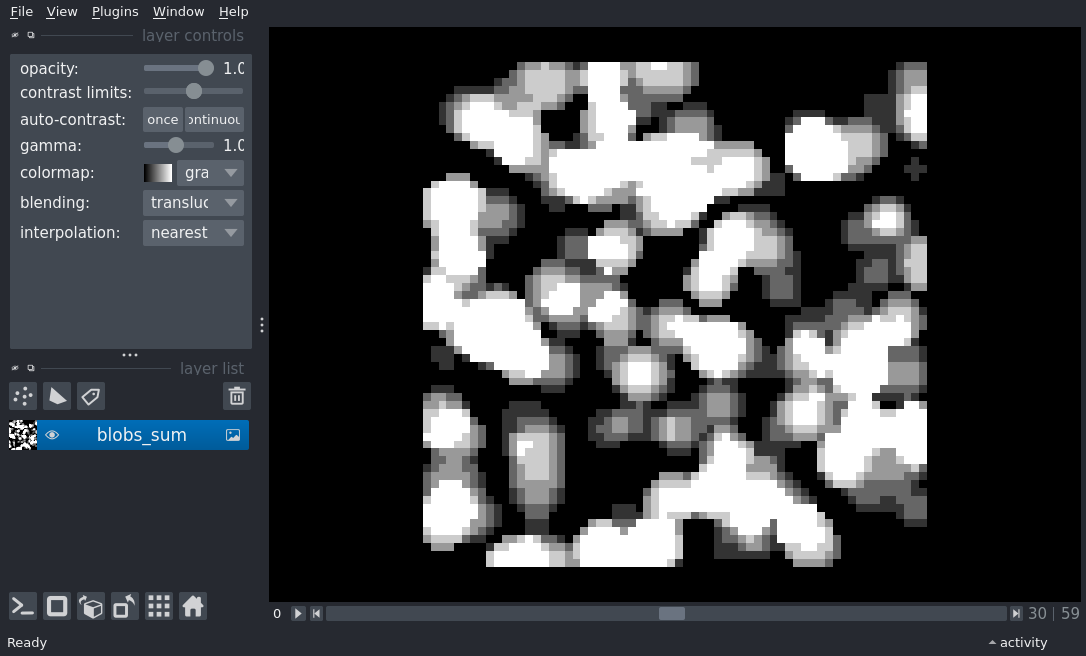 File View Plugins Window Help
layer controls
opacity: 1.0
contrast limits:
auto-contrast: once ontinuou
gamma: 1.0
colormap: gra
blending: transluc
interpolation: nearest
layer list
blobs_sum
0 30 | 59
Ready activity